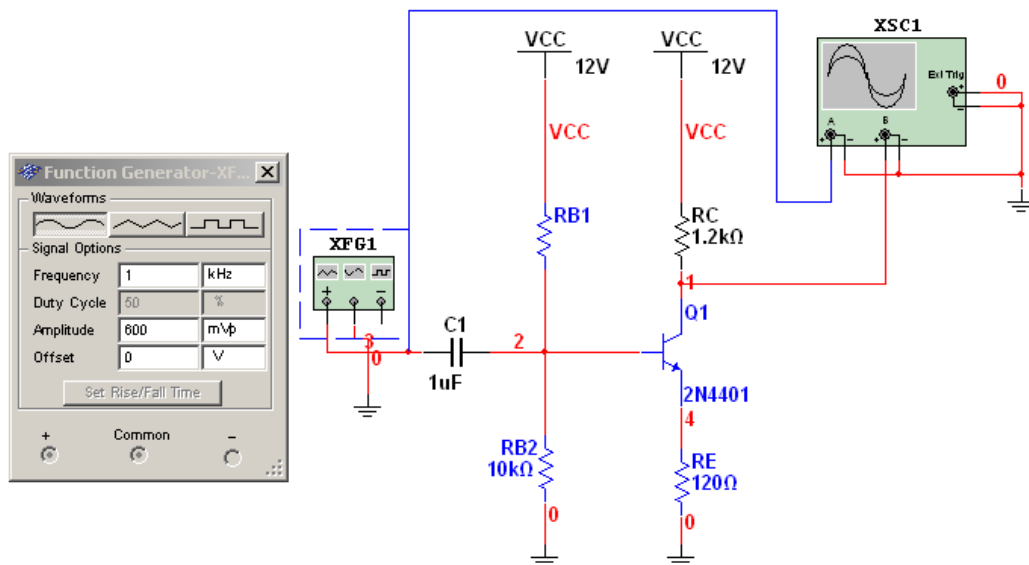 XSC1
Ext Trig
+
-
A
B
+ - + -
0
VCC
12V
VCC
12V
VCC
VCC
Function Generator-XF...
Waveforms
Signal Options
Frequency 1 kHz
Duty Cycle 50 %
Amplitude 600 mVp
Offset 0 V
Set Rise/Fall Time
+ Common -
XFG1
+ -
3
0
C1
1uF
2
RB1
RC
1.2kΩ
1
Q1
2N4401
4
RB2
10kΩ
0
RE
120Ω
0